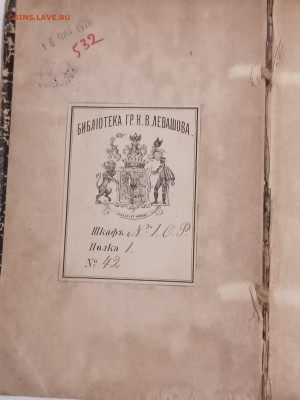 COINS.LAVE.RU
532
БИБЛІОТЕКА ГР. Н. В. ЛЕВАШОВА.
Шкафъ № 1. О. Р.
Полка 1
№ 42